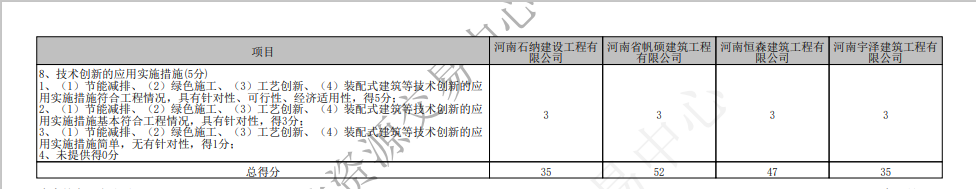 项目 河南石纳建设工程有限公司 河南省帆硕建筑工程有限公司 河南恒森建筑工程有限公司 河南宇泽建筑工程有限公司
8、技术创新的应用实施措施(5分)
1、（1）节能减排、（2）绿色施工、（3）工艺创新、（4）装配式建筑等技术创新的应
用实施措施符合工程情况，具有针对性、可行性、经济适用性，得5分；
2、（1）节能减排、（2）绿色施工、（3）工艺创新、（4）装配式建筑等技术创新的应
用实施措施基本符合工程情况，具有针对性，得3分；
3、（1）节能减排、（2）绿色施工、（3）工艺创新、（4）装配式建筑等技术创新的应
用实施措施简单，无有针对性，得1分；
4、未提供得0分
3 3 3 3
总得分 35 52 47 35
资源交易中心
易中心